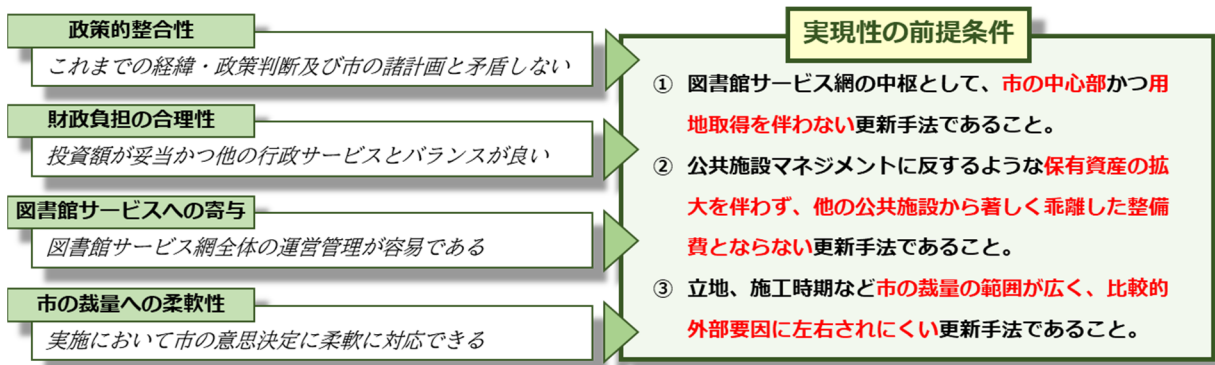 政策的整合性
これまでの経緯・政策判断及び市の諸計画と矛盾しない
財政負担の合理性
投資額が妥当かつ他の行政サービスとバランスが良い
図書館サービスへの寄与
図書館サービス網全体の運営管理が容易である
市の裁量への柔軟性
実施において市の意思決定に柔軟に対応できる
実現性の前提条件
① 図書館サービス網の中枢として、市の中心部かつ用
地取得を伴わない更新手法であること。
② 公共施設マネジメントに反するような保有資産の拡
大を伴わず、他の公共施設から著しく乖離した整備
費とならない更新手法であること。
③ 立地、施工時期など市の裁量の範囲が広く、比較的
外部要因に左右されにくい更新手法であること。